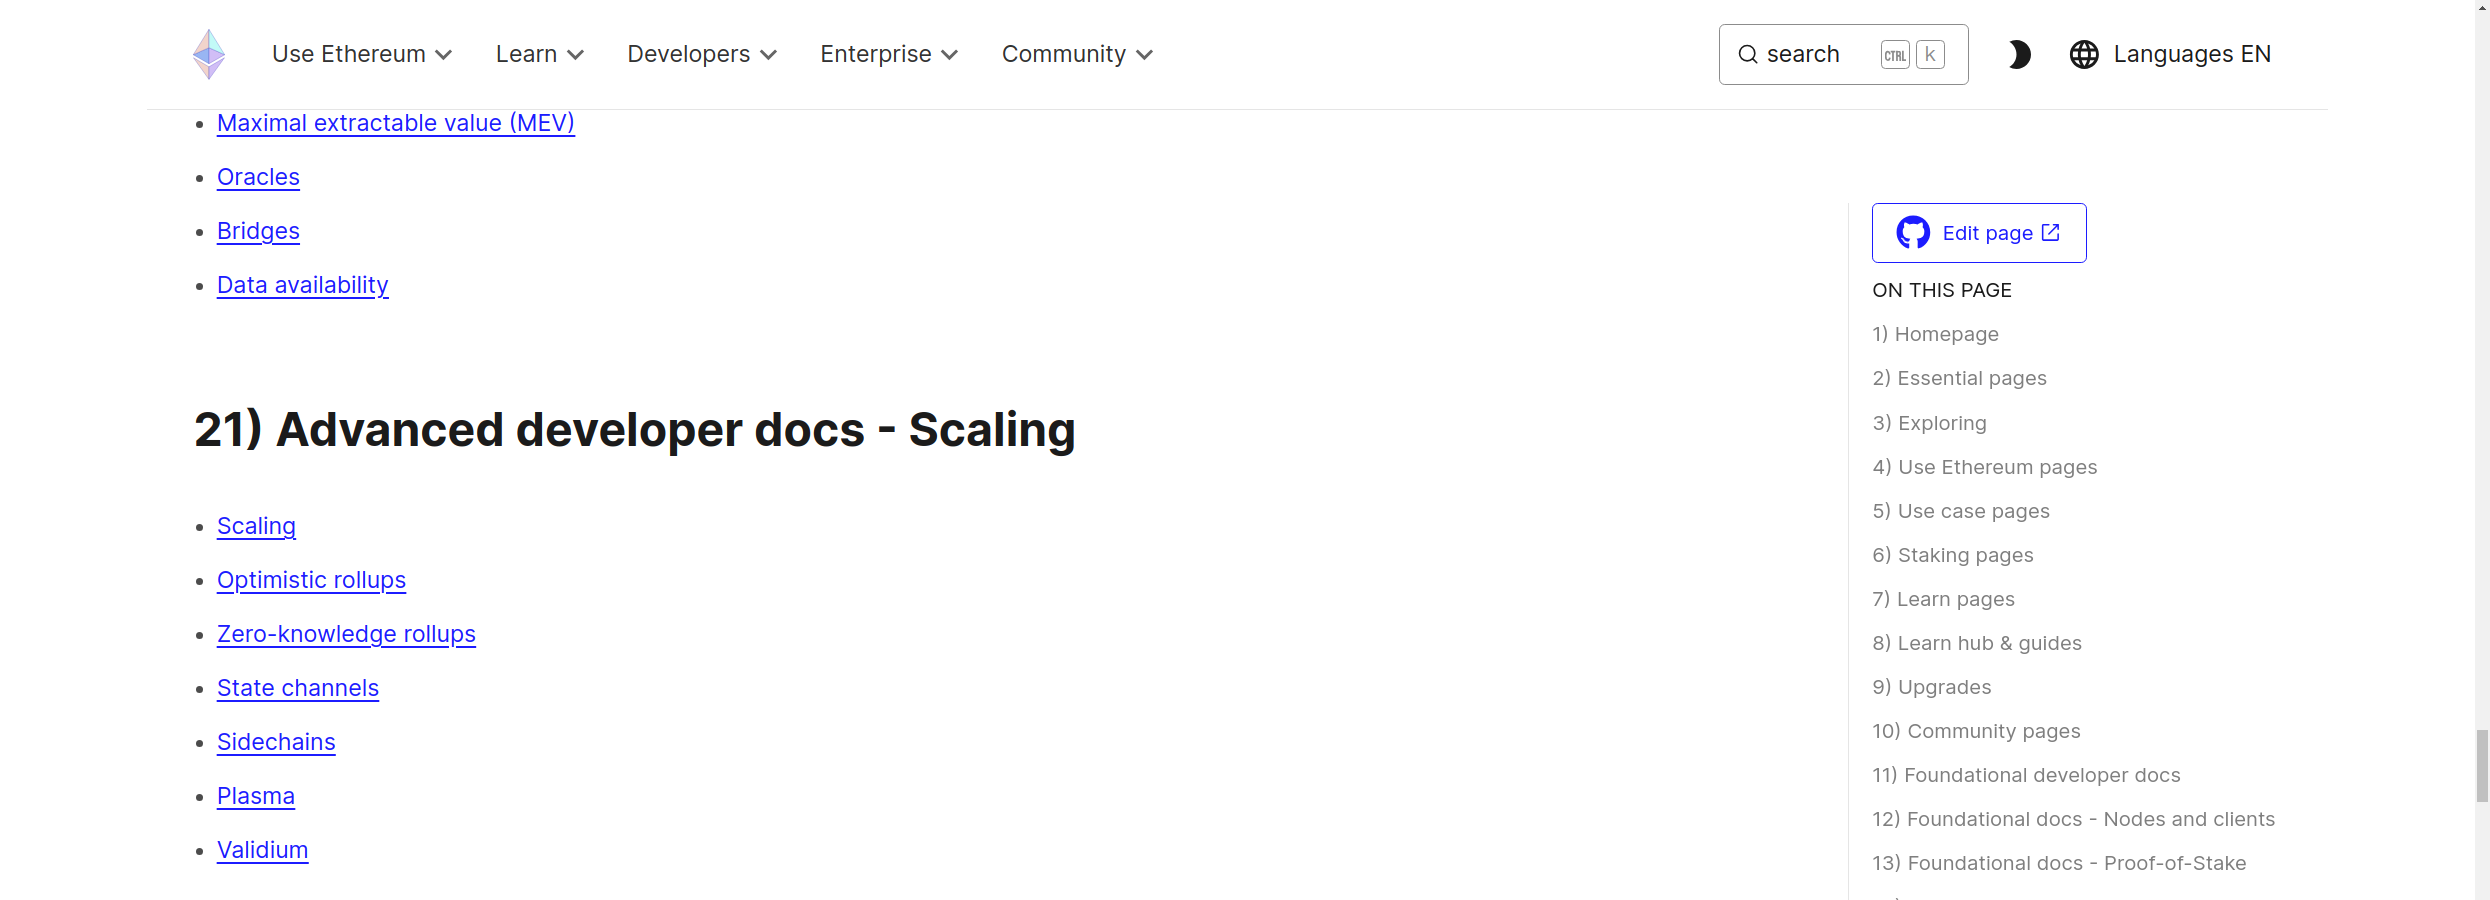 Use Ethereum
Learn
Developers
Enterprise
Community
search
CTRL
k
Languages EN
Maximal extractable value (MEV)
Oracles
Bridges
Data availability
21) Advanced developer docs - Scaling
Scaling
Optimistic rollups
Zero-knowledge rollups
State channels
Sidechains
Plasma
Validium
Edit page
ON THIS PAGE
1) Homepage
2) Essential pages
3) Exploring
4) Use Ethereum pages
5) Use case pages
6) Staking pages
7) Learn pages
8) Learn hub & guides
9) Upgrades
10) Community pages
11) Foundational developer docs
12) Foundational docs - Nodes and clients
13) Foundational docs - Proof-of-Stake